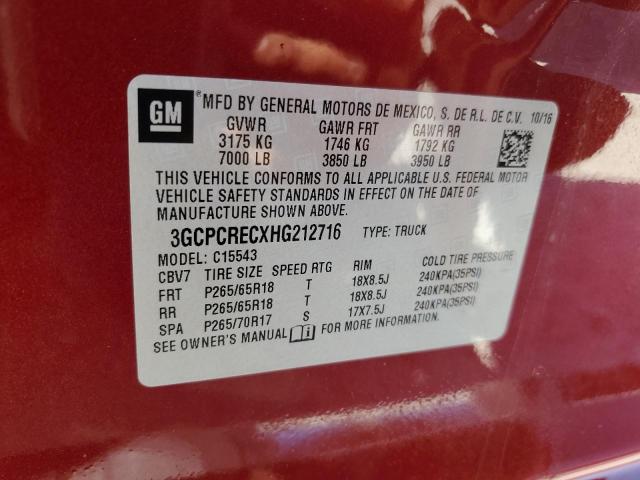 GM ® MFD BY GENERAL MOTORS DE MEXICO, S. DE R.L. DE C.V. 10/16
GVWR GAWR FRT GAWR RR
3175 KG 1746 KG 1792 KG
7000 LB 3850 LB 3950 LB
THIS VEHICLE CONFORMS TO ALL APPLICABLE U.S. FEDERAL MOTOR
VEHICLE SAFETY STANDARDS IN EFFECT ON THE DATE OF
MANUFACTURE SHOWN ABOVE.
3GCPCRECXHG212716 TYPE: TRUCK
MODEL: C15543
CBV7 TIRE SIZE SPEED RTG RIM COLD TIRE PRESSURE
FRT P265/65R18 T 18X8.5J 240KPA(35PSI)
RR P265/65R18 T 18X8.5J 240KPA(35PSI)
SPA P265/70R17 S 17X7.5J 240KPA(35PSI)
SEE OWNER'S MANUAL FOR MORE INFORMATION.